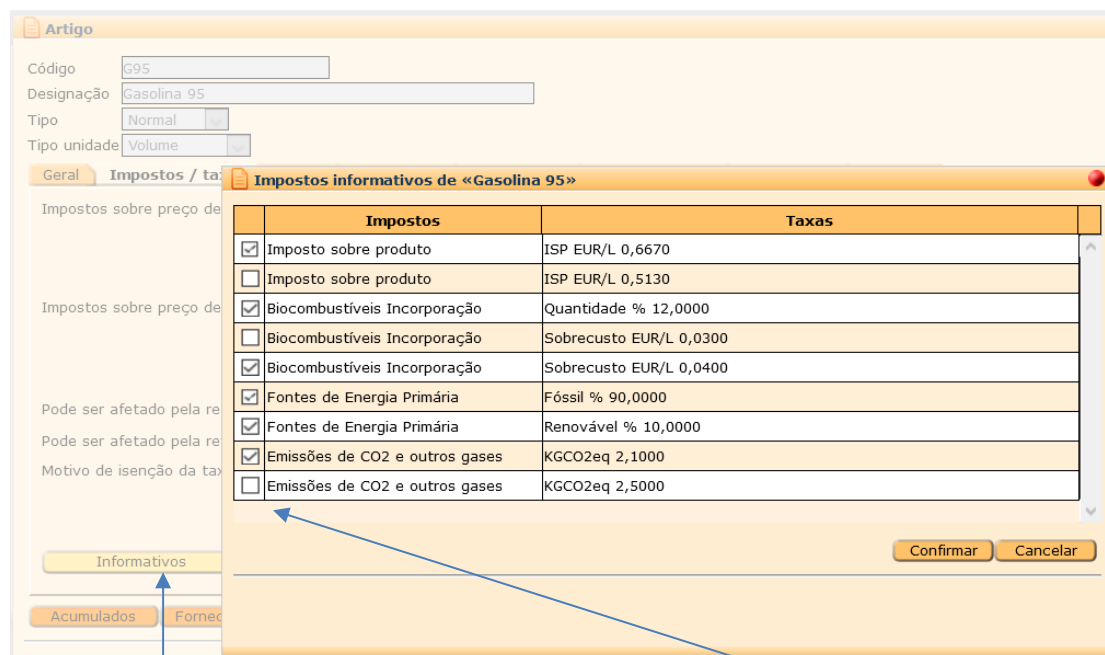 Artigo
Código G95
Designação Gasolina 95
Tipo Normal
Tipo unidade Volume
Geral Impostos / ta
Impostos sobre preço de
Impostos sobre preço de
Pode ser afetado pela re
Pode ser afetado pela re
Motivo de isenção da tax
Informativos
Acumulados Fornec
Impostos informativos de «Gasolina 95»
Impostos Taxas
Imposto sobre produto ISP EUR/L 0,6670
Imposto sobre produto ISP EUR/L 0,5130
Biocombustíveis Incorporação Quantidade % 12,0000
Biocombustíveis Incorporação Sobrecusto EUR/L 0,0300
Biocombustíveis Incorporação Sobrecusto EUR/L 0,0400
Fontes de Energia Primária Fóssil % 90,0000
Fontes de Energia Primária Renovável % 10,0000
Emissões de CO2 e outros gases KGCO2eq 2,1000
Emissões de CO2 e outros gases KGCO2eq 2,5000
Confirmar Cancelar